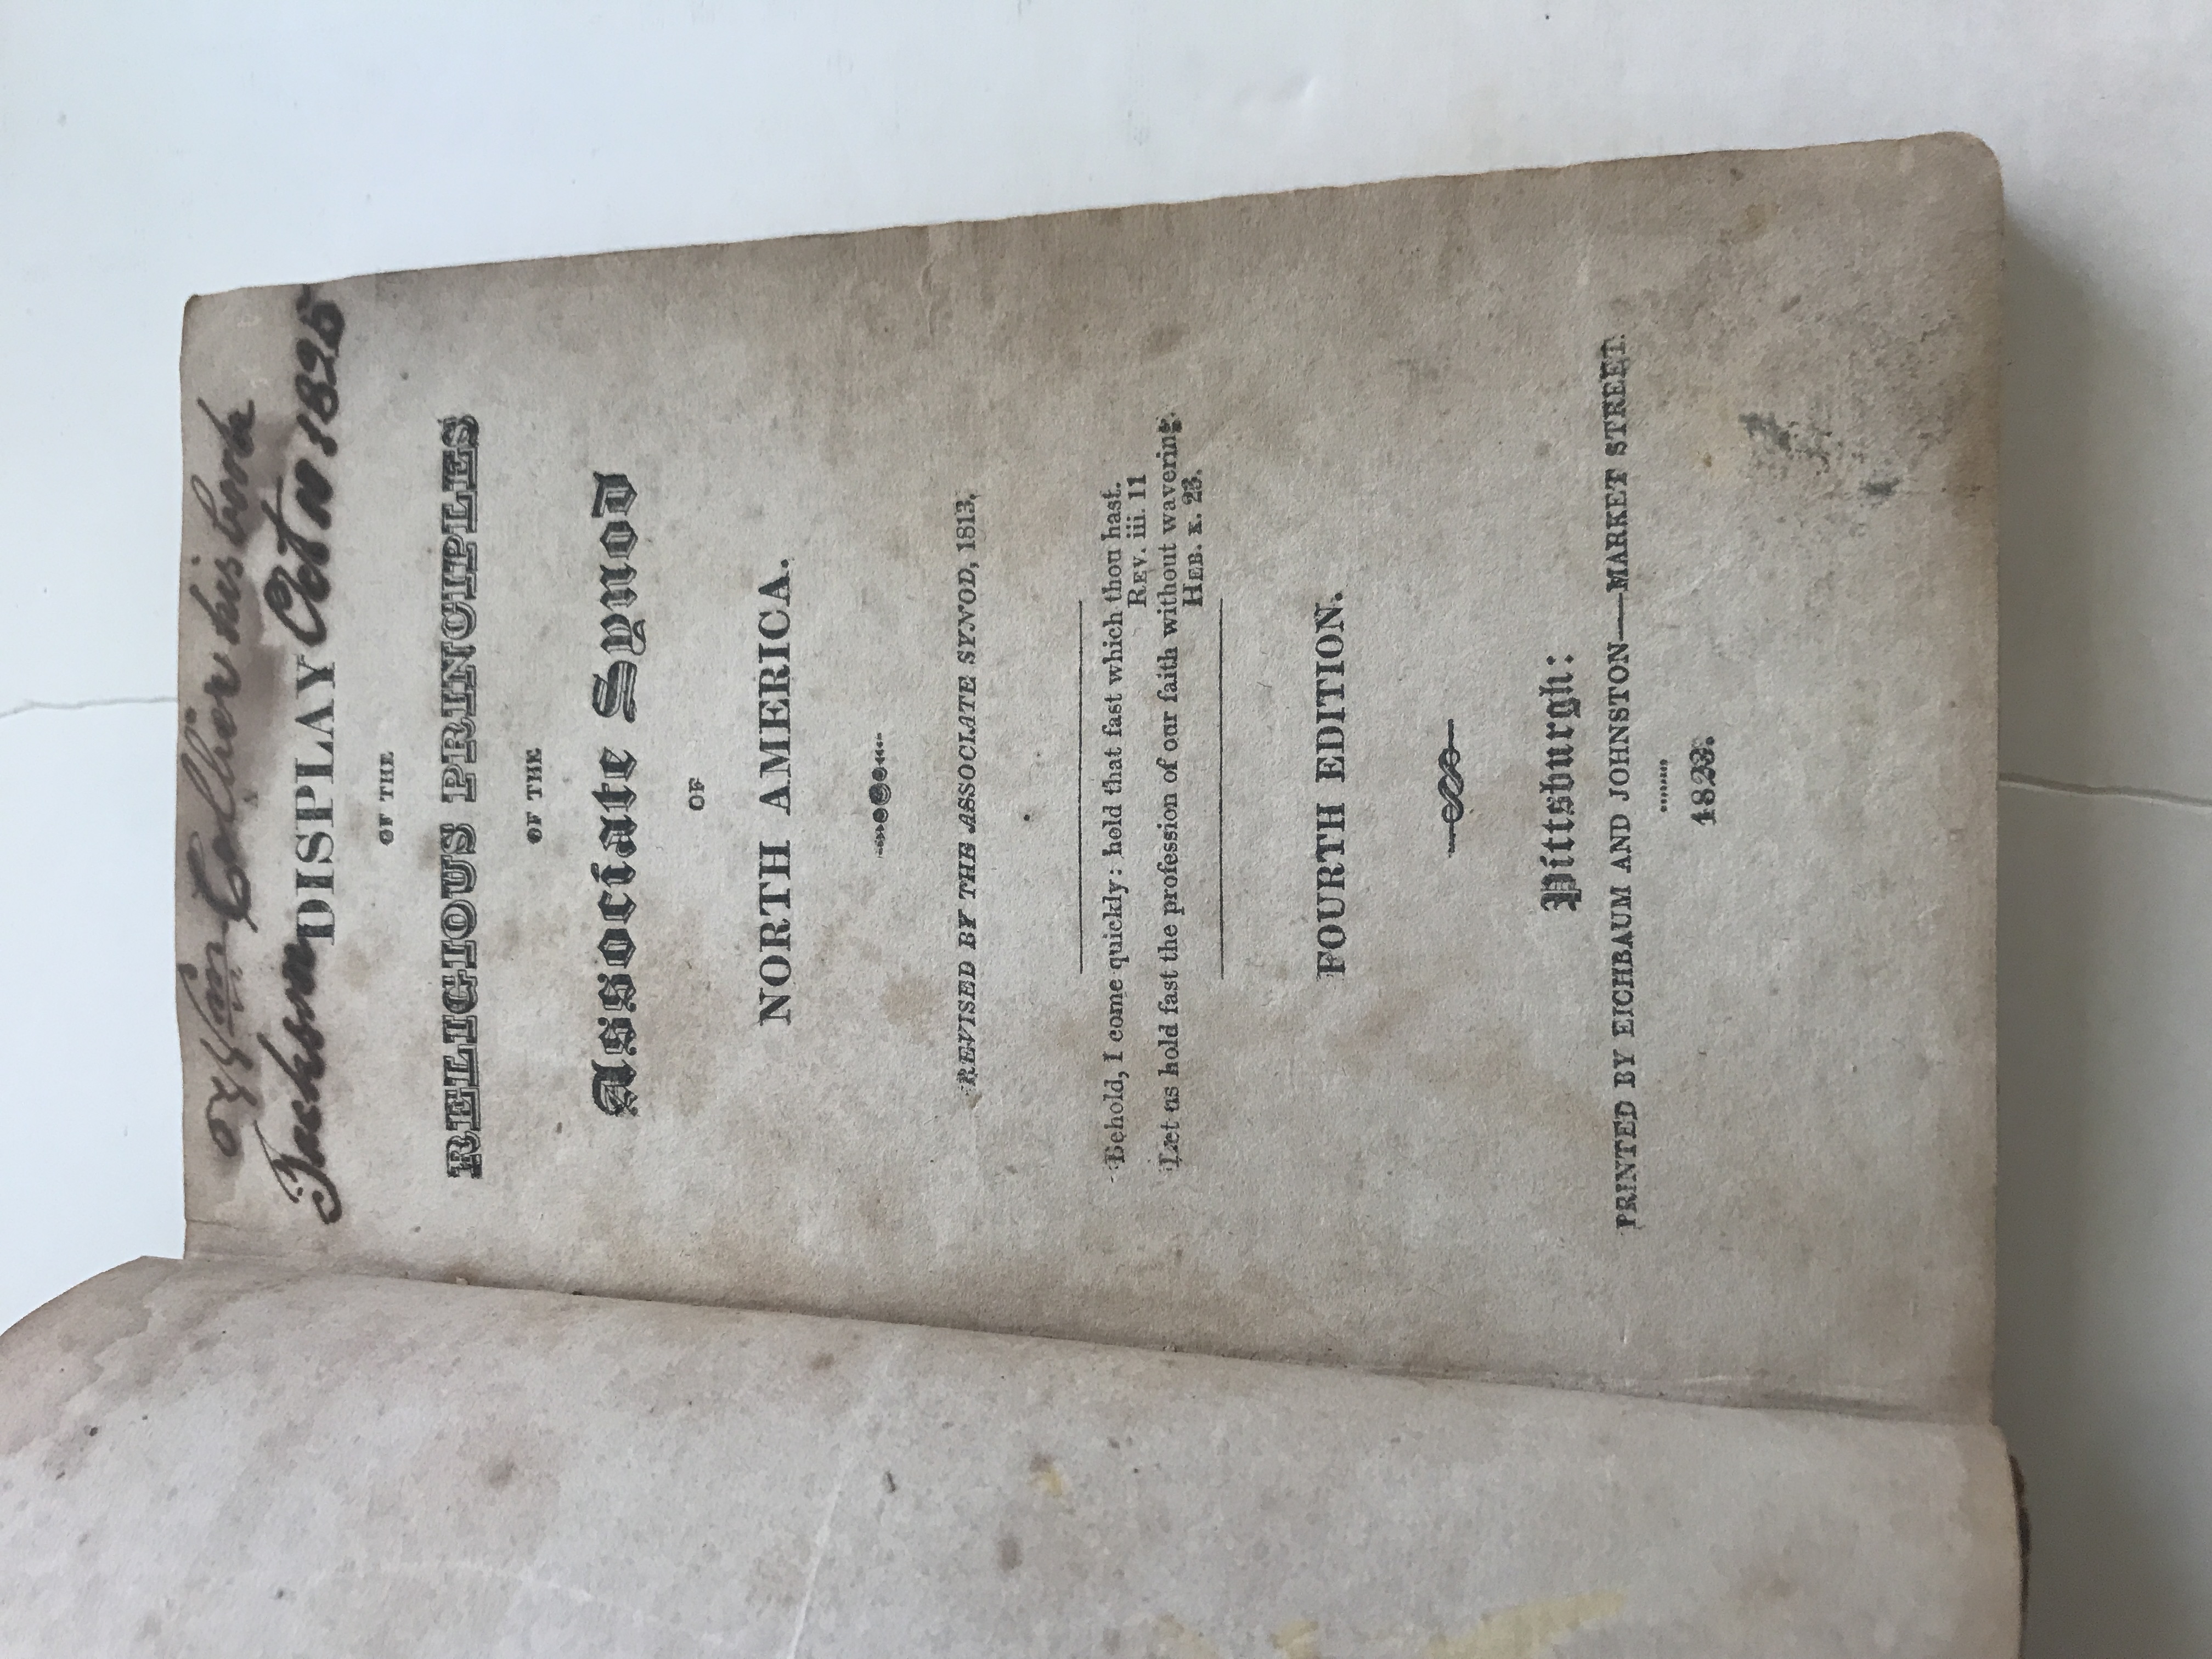 Collier his book
Jackson Oct 1825
DISPLAY
OF THE
RELIGIOUS PRINCIPLES
OF THE
Associate Synod
OF
NORTH AMERICA.
REVISED BY THE ASSOCIATE SYNOD, 1813.
Behold, I come quickly: hold that fast which thou hast.
REV. iii. 11
Let us hold fast the profession of our faith without wavering.
HEB. x. 23.
FOURTH EDITION.
Pittsburgh:
PRINTED BY EICHBAUM AND JOHNSTON—MARKET STREET.
1823.